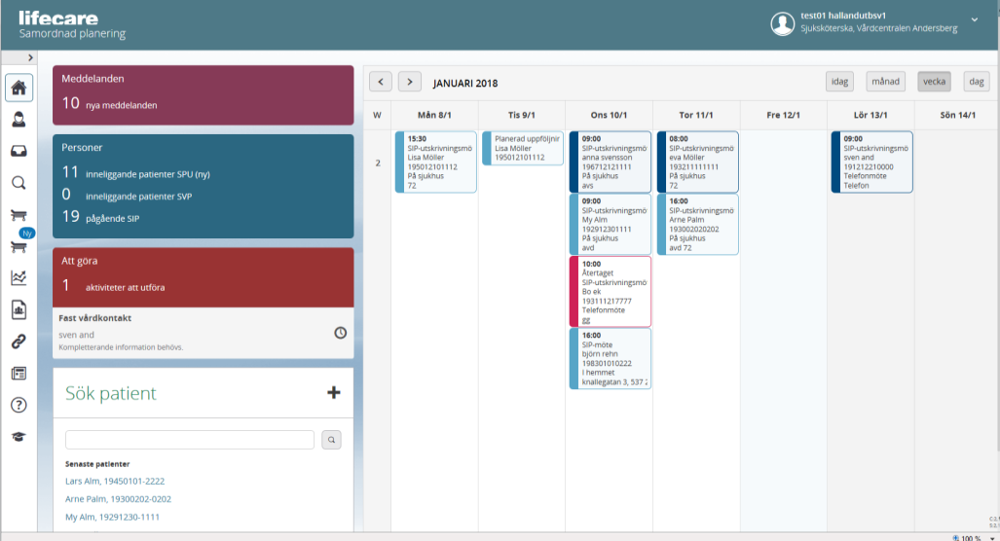 lifecare
Samordnad planering
test01 hallandutbsv1
Sjuksköterska, Vårdcentralen Andersberg
Meddelanden
10 nya meddelanden
Personer
11 inneliggande patienter SPU (ny)
0 inneliggande patienter SVP
19 pågående SIP
Ny
Att göra
1 aktiviteter att utföra
Fast vårdkontakt
sven and
Kompletterande information behövs.
Sök patient
Senaste patienter
Lars Alm, 19450101-2222
Arne Palm, 19300202-0202
My Alm, 19291230-1111
JANUARI 2018
idag månad vecka dag
W Mån 8/1 Tis 9/1 Ons 10/1 Tor 11/1 Fre 12/1 Lör 13/1 Sön 14/1
2
15:30
SIP-utskrivningsmö
Lisa Möller
195012101112
På sjukhus
72
Planerad uppföljnir
Lisa Möller
195012101112
09:00
SIP-utskrivningsmö
anna svensson
196712121111
På sjukhus
avs
09:00
SIP-utskrivningsmö
My Alm
192912301111
På sjukhus
avd
10:00
Återtaget
SIP-utskrivningsmö
Bo ek
193111217777
Telefonmöte
gg
16:00
SIP-möte
björn rehn
198301010222
I hemmet
knallegatan 3, 537 2
08:00
SIP-utskrivningsmö
eva Möller
193211111111
På sjukhus
72
16:00
SIP-utskrivningsmö
Arne Palm
193002020202
På sjukhus
avd 72
09:00
SIP-utskrivningsmö
sven and
191212210000
Telefonmöte
Telefon
100 %